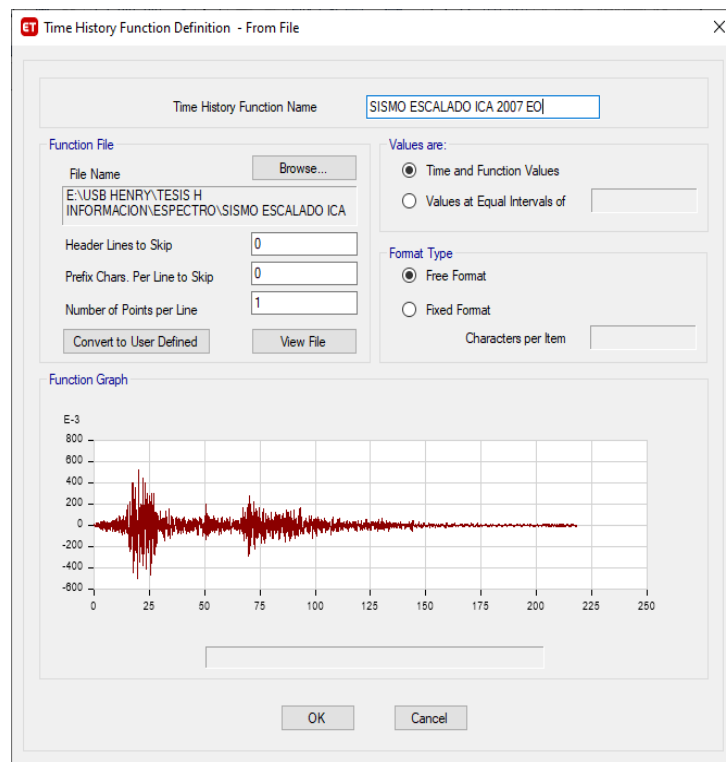 ET Time History Function Definition - From File
Time History Function Name
SISMO ESCALADO ICA 2007 EO
Function File
File Name
Browse...
E:\USB HENRY\TESIS H
INFORMACION\ESPECTRO\SISMO ESCALADO ICA
Header Lines to Skip
0
Prefix Chars. Per Line to Skip
0
Number of Points per Line
1
Convert to User Defined
View File
Values are:
Time and Function Values
Values at Equal Intervals of
Format Type
Free Format
Fixed Format
Characters per Item
Function Graph
E-3
800
600
400
200
0
-200
-400
-600
0 25 50 75 100 125 150 175 200 225 250
OK
Cancel